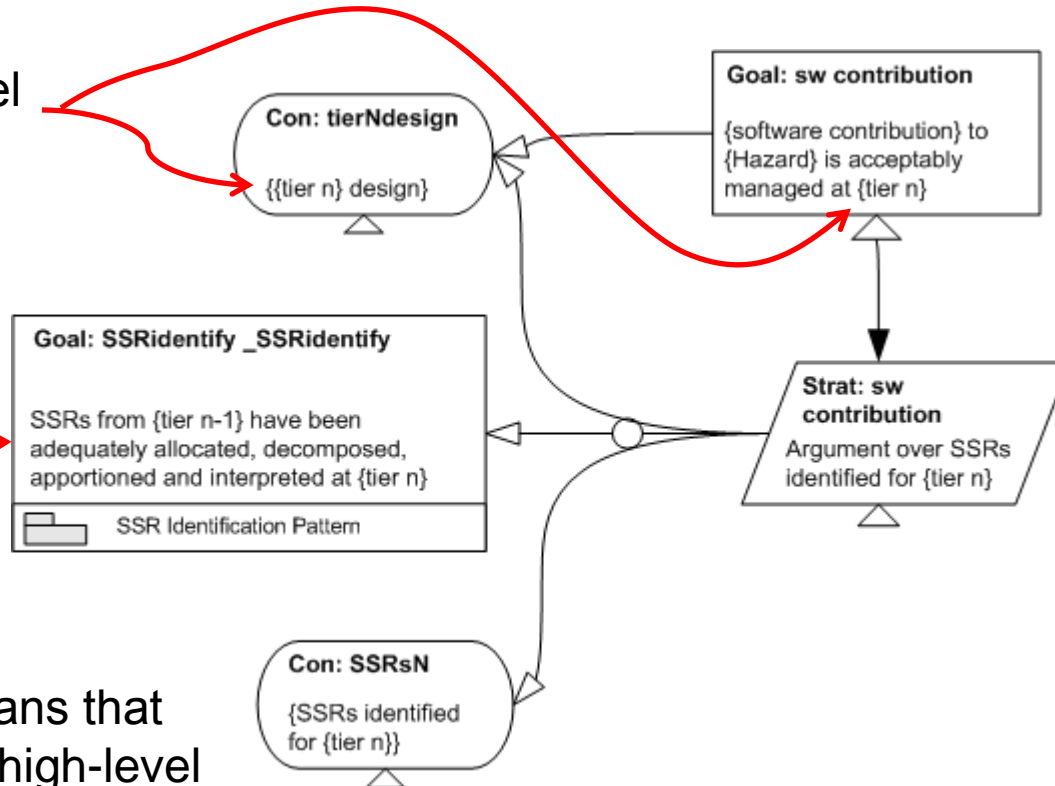 el
Con: tierNdesign
{{tier n} design}
Goal: sw contribution
{software contribution} to
{Hazard} is acceptably
managed at {tier n}
Goal: SSRidentify _SSRidentify
SSRs from {tier n-1} have been
adequately allocated, decomposed,
apportioned and interpreted at {tier n}
SSR Identification Pattern
Strat: sw
contribution
Argument over SSRs
identified for {tier n}
Con: SSRsN
{SSRs identified
for {tier n}}
ans that
high-level